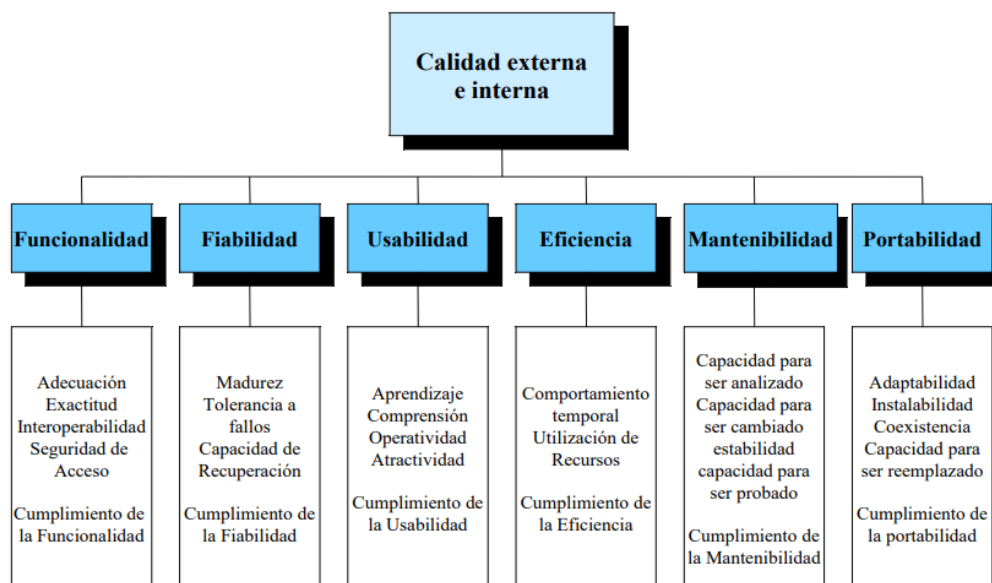 Calidad externa
e interna
Funcionalidad
Fiabilidad
Usabilidad
Eficiencia
Mantenibilidad
Portabilidad
Adecuación
Exactitud
Interoperabilidad
Seguridad de
Acceso
Cumplimiento de
la Funcionalidad
Madurez
Tolerancia a
fallos
Capacidad de
Recuperación
Cumplimiento de
la Fiabilidad
Aprendizaje
Comprensión
Operatividad
Atractividad
Cumplimiento de
la Usabilidad
Comportamiento
temporal
Utilización de
Recursos
Cumplimiento de
la Eficiencia
Capacidad para
ser analizado
Capacidad para
ser cambiado
estabilidad
capacidad para
ser probado
Cumplimiento de
la Mantenibilidad
Adaptabilidad
Instalabilidad
Coexistencia
Capacidad para
ser reemplazado
Cumplimiento de
la portabilidad